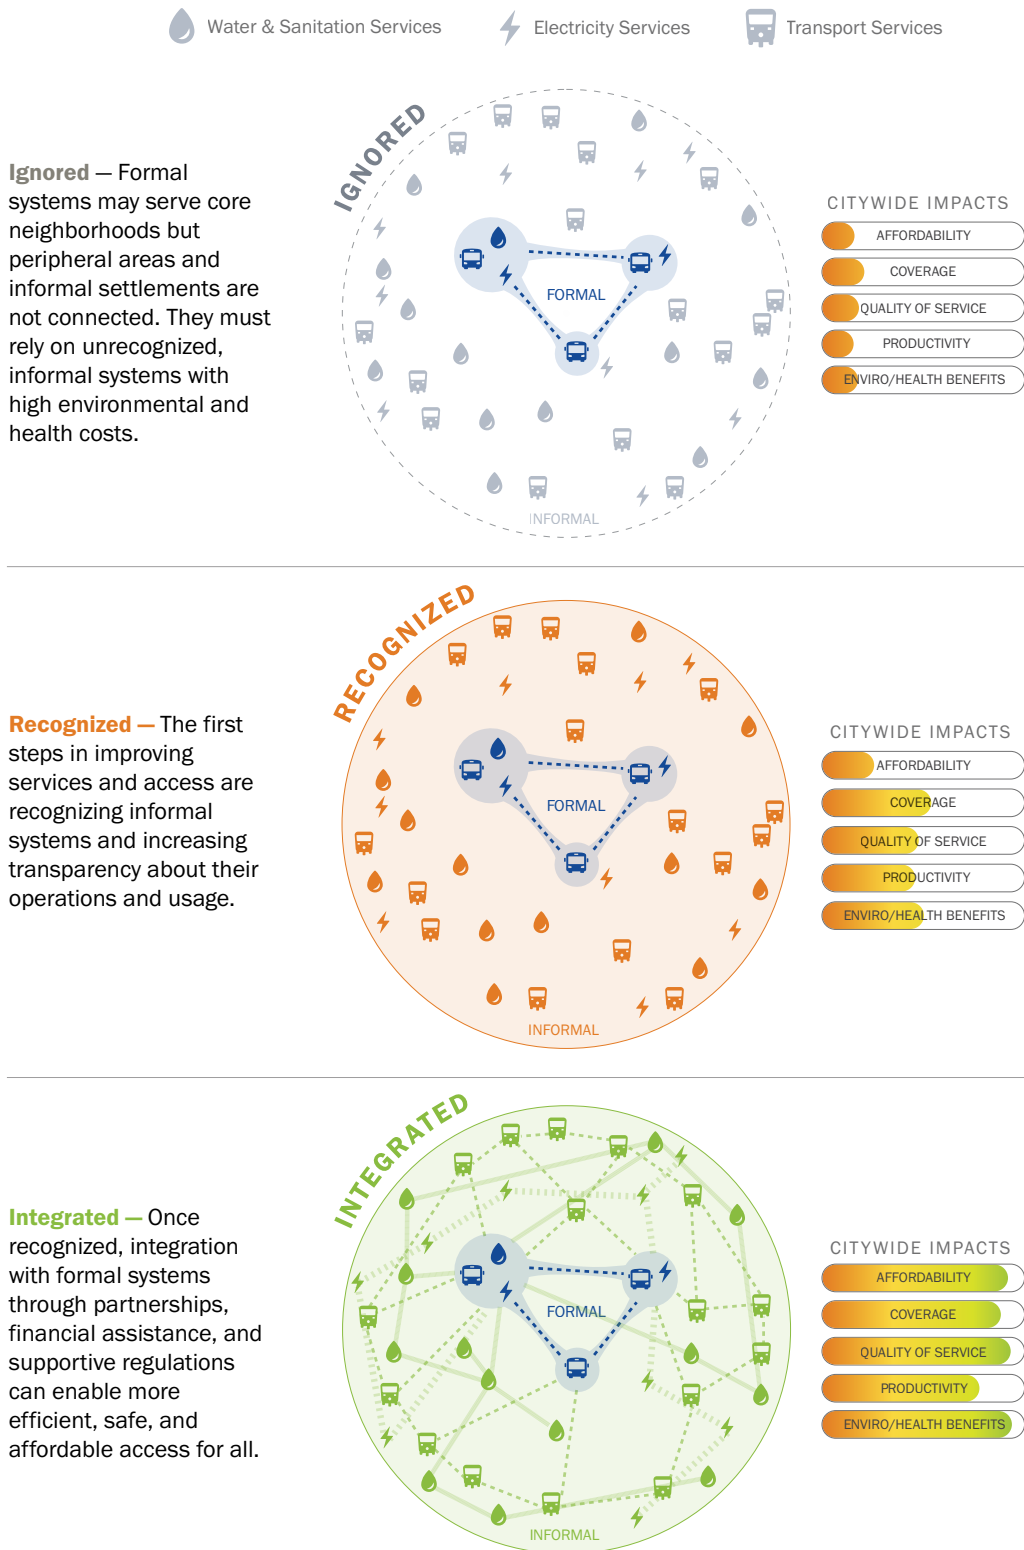 Water & Sanitation Services
Electricity Services
Transport Services
IGNORED
Ignored — Formal
systems may serve core
neighborhoods but
peripheral areas and
informal settlements are
not connected. They must
rely on unrecognized,
informal systems with
high environmental and
health costs.
FORMAL
INFORMAL
CITYWIDE IMPACTS
AFFORDABILITY
COVERAGE
QUALITY OF SERVICE
PRODUCTIVITY
ENVIRO/HEALTH BENEFITS
RECOGNIZED
Recognized — The first
steps in improving
services and access are
recognizing informal
systems and increasing
transparency about their
operations and usage.
FORMAL
INFORMAL
CITYWIDE IMPACTS
AFFORDABILITY
COVERAGE
QUALITY OF SERVICE
PRODUCTIVITY
ENVIRO/HEALTH BENEFITS
INTEGRATED
Integrated — Once
recognized, integration
with formal systems
through partnerships,
financial assistance, and
supportive regulations
can enable more
efficient, safe, and
affordable access for all.
FORMAL
INFORMAL
CITYWIDE IMPACTS
AFFORDABILITY
COVERAGE
QUALITY OF SERVICE
PRODUCTIVITY
ENVIRO/HEALTH BENEFITS